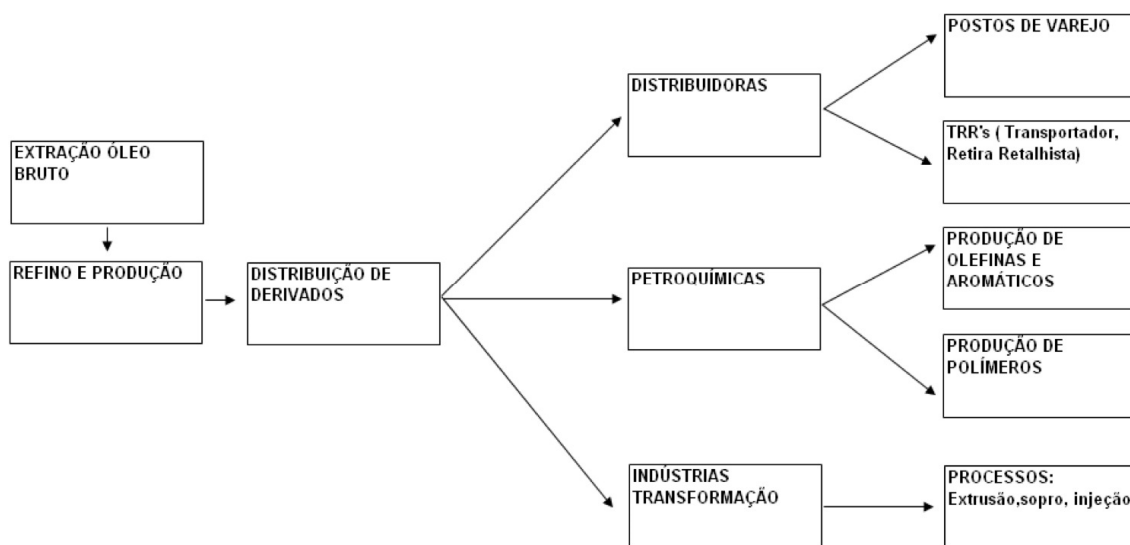 EXTRAÇÃO ÓLEO
BRUTO
REFINO E PRODUÇÃO
DISTRIBUIÇÃO DE
DERIVADOS
DISTRIBUIDORAS
POSTOS DE VAREJO
TRR's ( Transportador,
Retira Retalhista)
PETROQUÍMICAS
PRODUÇÃO DE
OLEFINAS E
AROMÁTICOS
PRODUÇÃO DE
POLÍMEROS
INDÚSTRIAS
TRANSFORMAÇÃO
PROCESSOS:
Extrusão,sopro, injeção